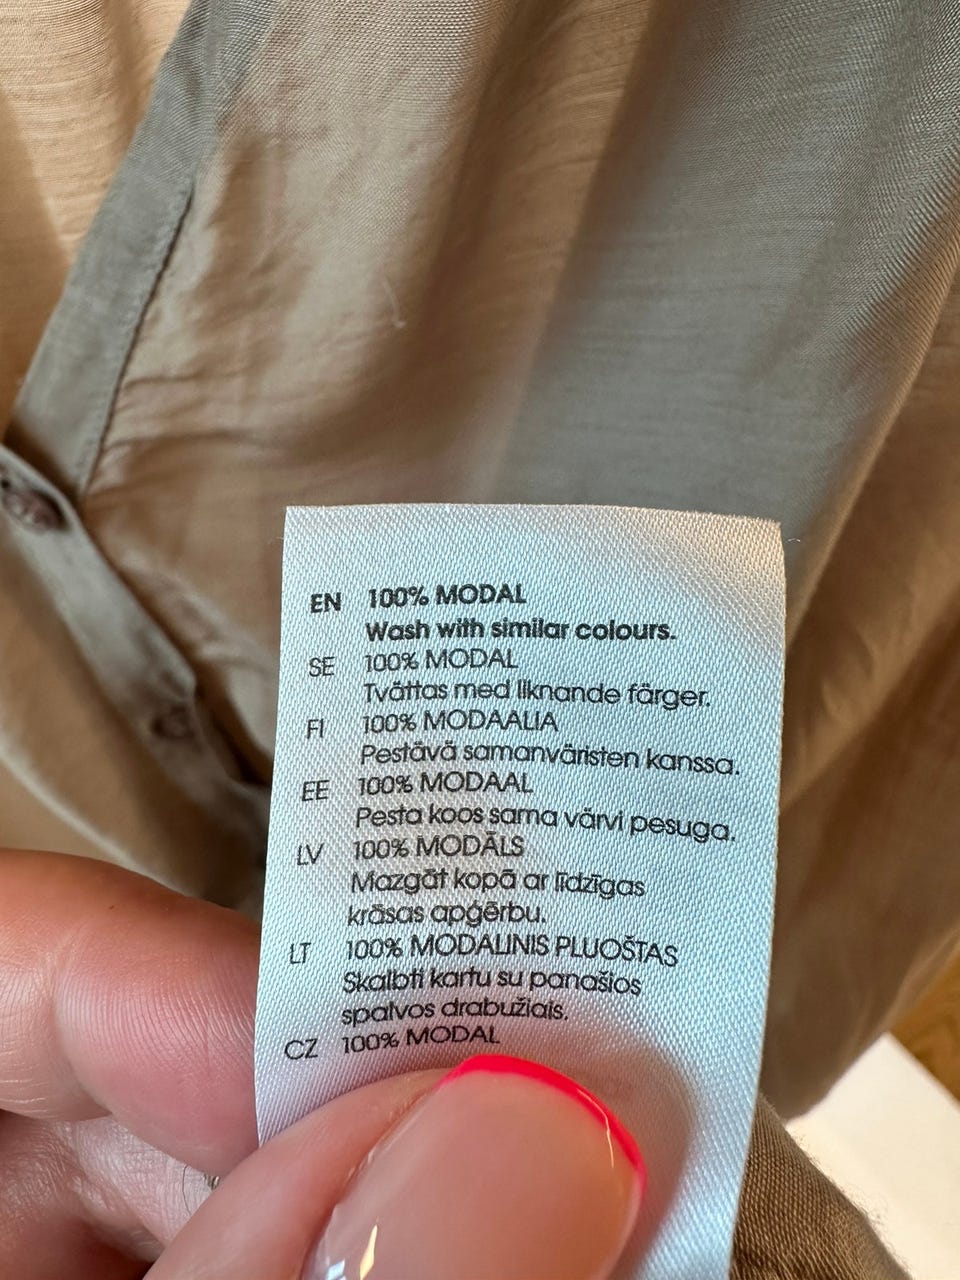 EN 100% MODAL
Wash with similar colours.
SE 100% MODAL
Tvättas med liknande färger.
FI 100% MODAALIA
Pestävä samanväristen kanssa.
EE 100% MODAAL
Pesta koos sama värvi pesuga.
LV 100% MODĀLS
Mazgāt kopā ar līdzīgas
krāsas apģērbu.
LT 100% MODALINIS PLUOŠTAS
Skalbti kartu su panašios
spalvos drabužiais.
CZ 100% MODAL